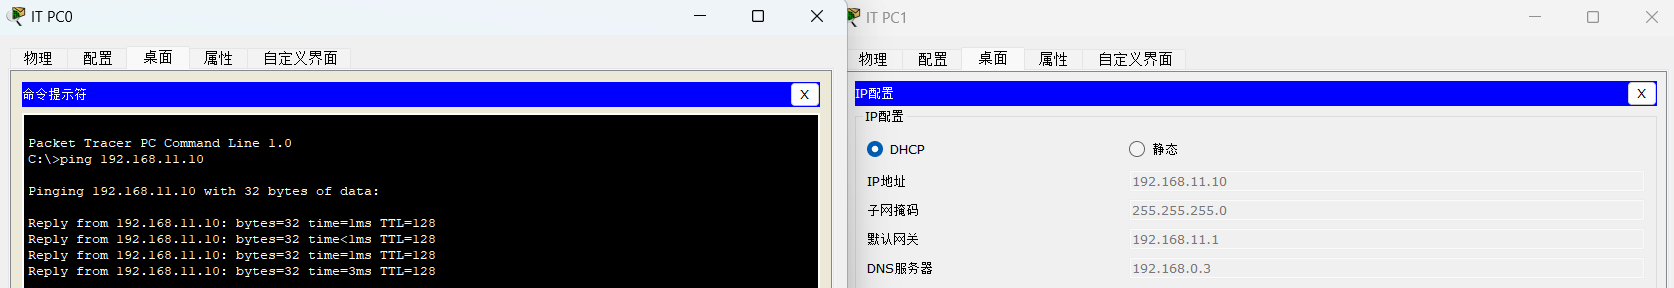 IT PC0
物理 配置 桌面 属性 自定义界面
命令提示符 X
Packet Tracer PC Command Line 1.0
C:\>ping 192.168.11.10
Pinging 192.168.11.10 with 32 bytes of data:
Reply from 192.168.11.10: bytes=32 time=1ms TTL=128
Reply from 192.168.11.10: bytes=32 time<1ms TTL=128
Reply from 192.168.11.10: bytes=32 time=1ms TTL=128
Reply from 192.168.11.10: bytes=32 time=3ms TTL=128
IT PC1
物理 配置 桌面 属性 自定义界面
IP配置 X
IP配置
DHCP 静态
IP地址 192.168.11.10
子网掩码 255.255.255.0
默认网关 192.168.11.1
DNS服务器 192.168.0.3